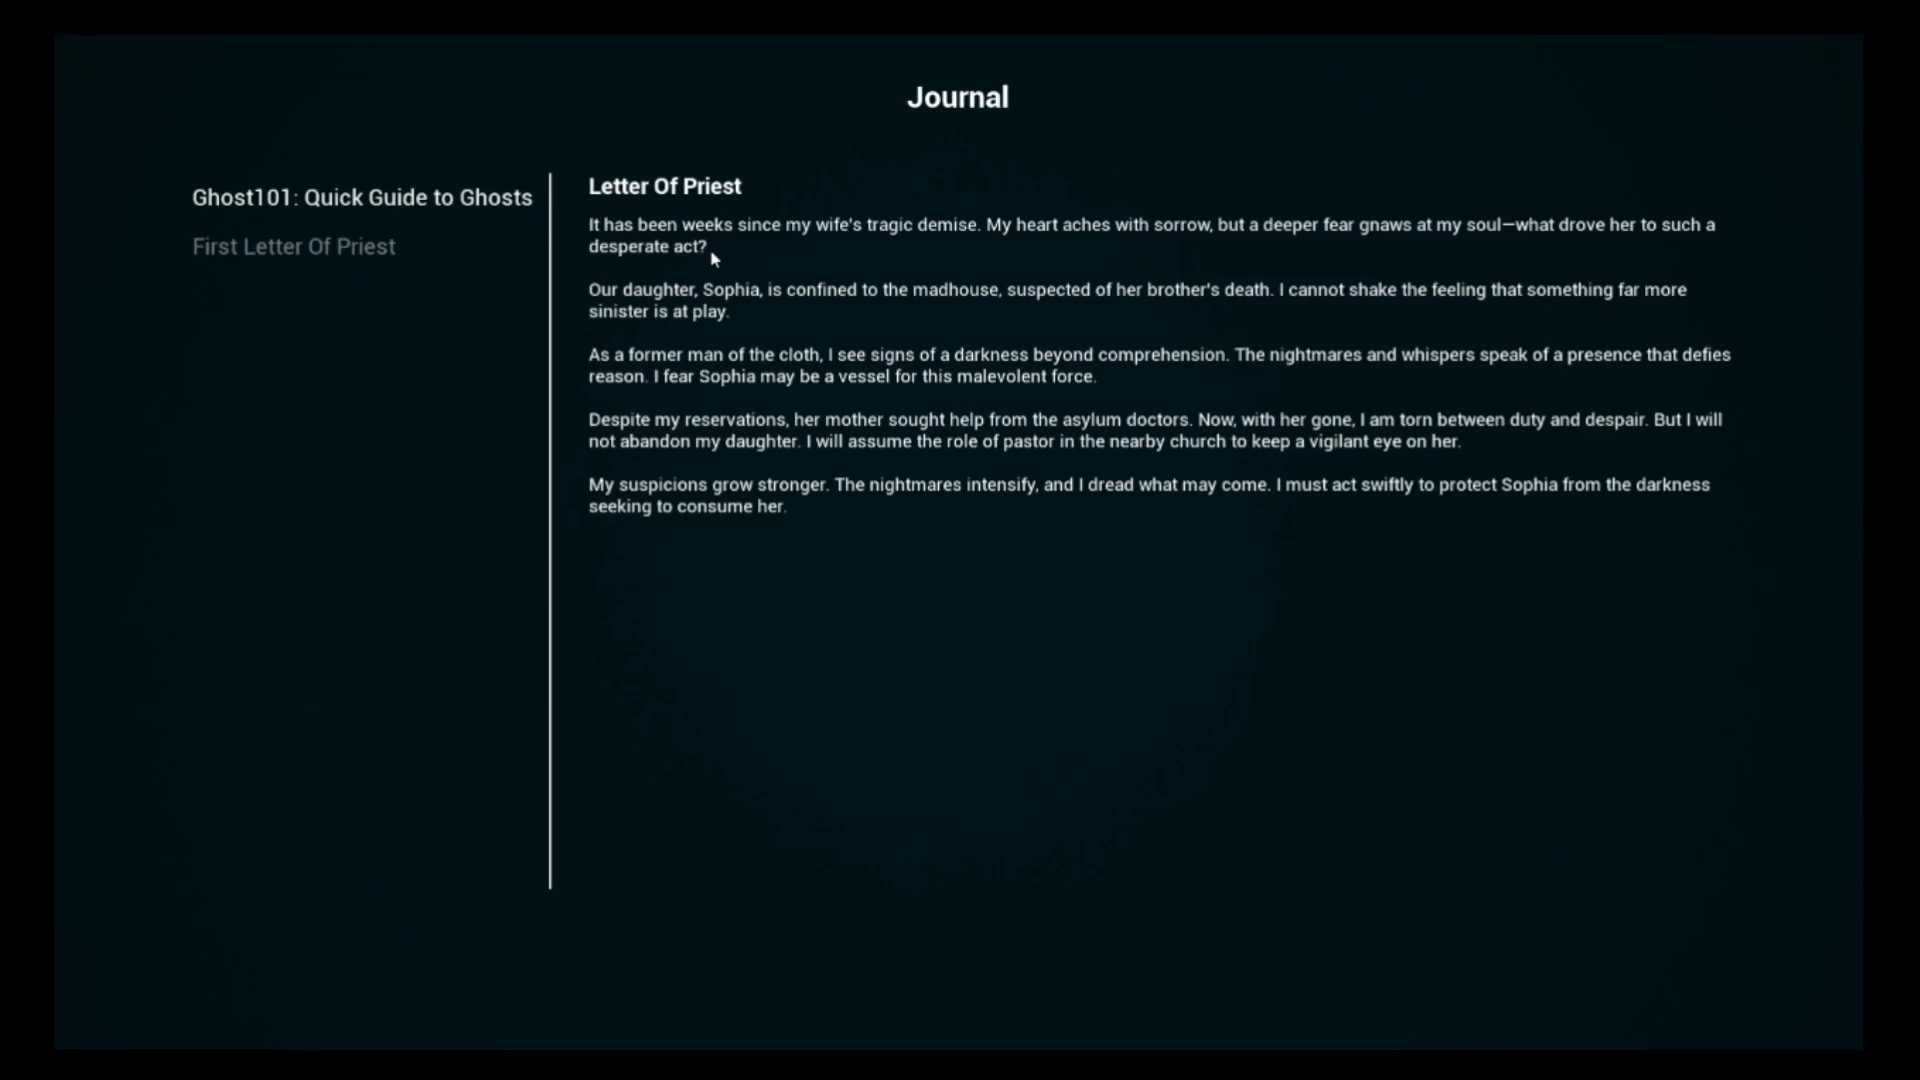 Journal
Ghost101: Quick Guide to Ghosts
First Letter Of Priest
Letter Of Priest
It has been weeks since my wife's tragic demise. My heart aches with sorrow, but a deeper fear gnaws at my soul—what drove her to such a
desperate act?
Our daughter, Sophia, is confined to the madhouse, suspected of her brother's death. I cannot shake the feeling that something far more
sinister is at play.
As a former man of the cloth, I see signs of a darkness beyond comprehension. The nightmares and whispers speak of a presence that defies
reason. I fear Sophia may be a vessel for this malevolent force.
Despite my reservations, her mother sought help from the asylum doctors. Now, with her gone, I am torn between duty and despair. But I will
not abandon my daughter. I will assume the role of pastor in the nearby church to keep a vigilant eye on her.
My suspicions grow stronger. The nightmares intensify, and I dread what may come. I must act swiftly to protect Sophia from the darkness
seeking to consume her.